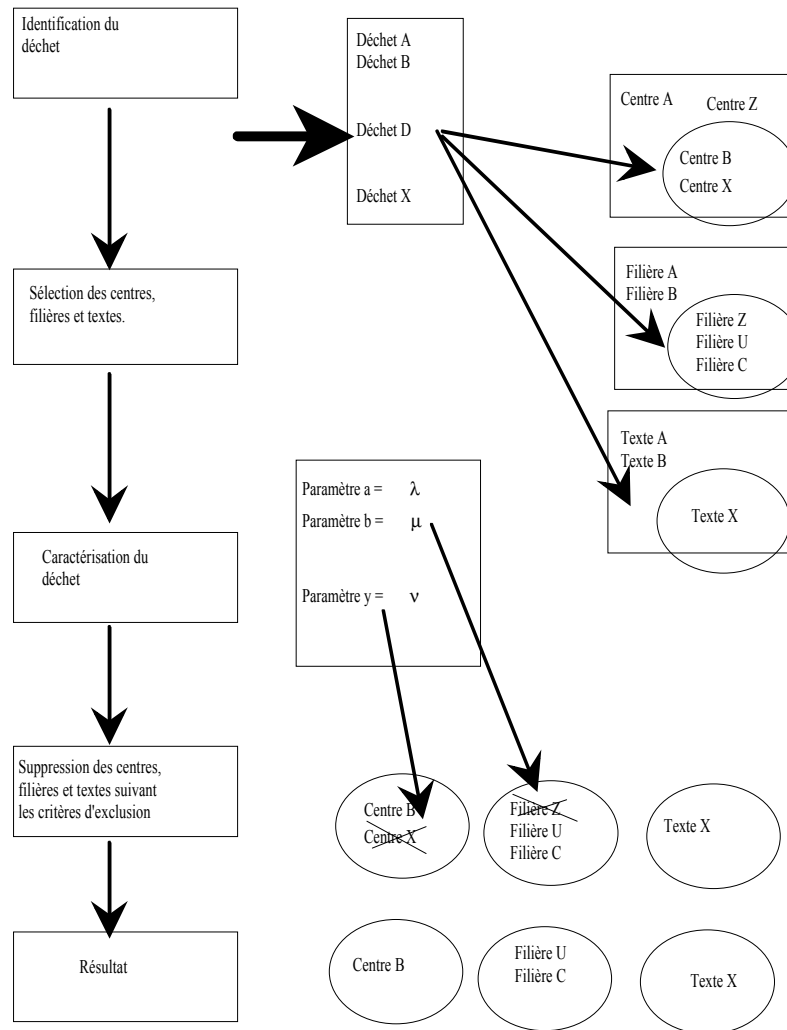 Identification du
déchet
Déchet A
Déchet B
Déchet D
Déchet X
Centre A
Centre Z
Centre B
Centre X
Sélection des centres,
filières et textes.
Filière A
Filière B
Filière Z
Filière U
Filière C
Texte A
Texte B
Texte X
Caractérisation du
déchet
Paramètre a = λ
Paramètre b = μ
Paramètre y = ν
Suppression des centres,
filières et textes suivant
les critères d'exclusion
Centre B
Centre X
Filière Z
Filière U
Filière C
Texte X
Résultat
Centre B
Filière U
Filière C
Texte X